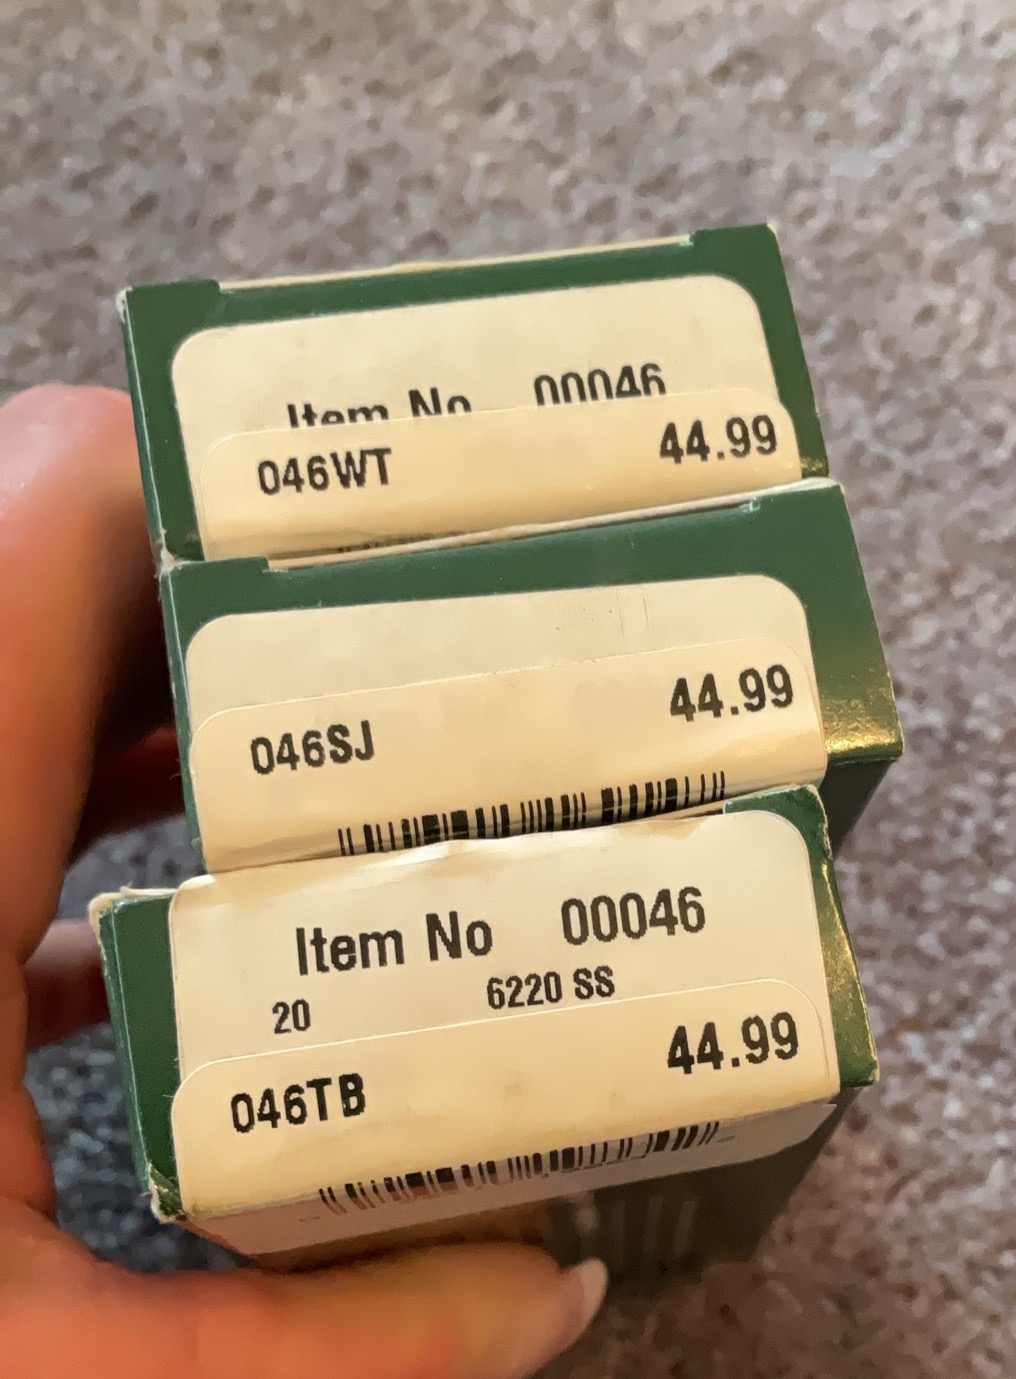 Item No 00046
046WT 44.99
046SJ 44.99
Item No 00046
20 6220 SS
046TB 44.99